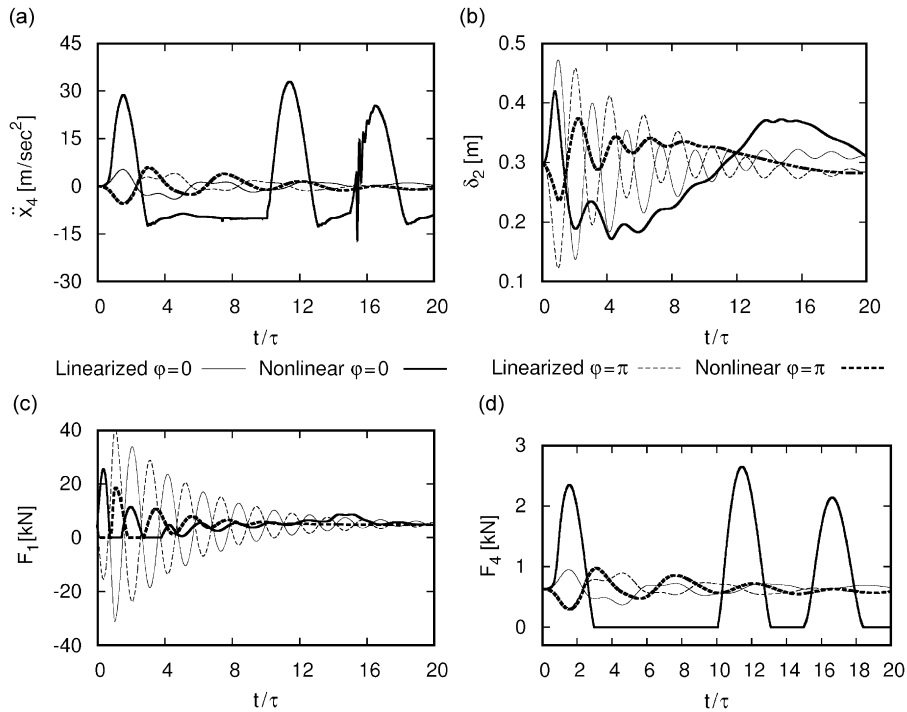 (a)
45
30
15
0
-15
-30
ẍ4 [m/sec²]
0 4 8 12 16 20
t/τ
(b)
0.5
0.4
0.3
0.2
0.1
δ2 [m]
0 4 8 12 16 20
t/τ
Linearized φ=0 Nonlinear φ=0 Linearized φ=π Nonlinear φ=π
(c)
40
20
0
-20
-40
F1[kN]
0 4 8 12 16 20
t/τ
(d)
3
2
1
0
F4 [kN]
0 2 4 6 8 10 12 14 16 18 20
t/τ